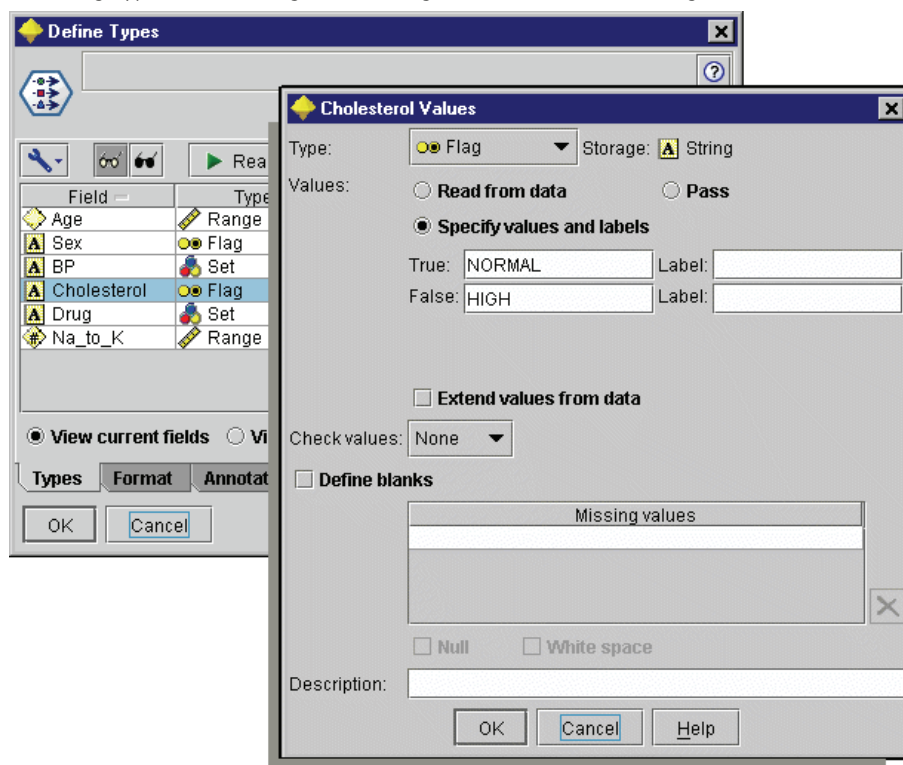 Define Types
Cholesterol Values
Type: Flag Storage: A String
Values: Read from data Pass
Specify values and labels
True: NORMAL Label:
False: HIGH Label:
Extend values from data
Check values: None
Define blanks
Missing values
Null White space
Description:
OK Cancel Help
Rea
Field Type
Age Range
A Sex Flag
A BP Set
A Cholesterol Flag
A Drug Set
# Na_to_K Range
View current fields Vi
Types Format Annotat
OK Cancel